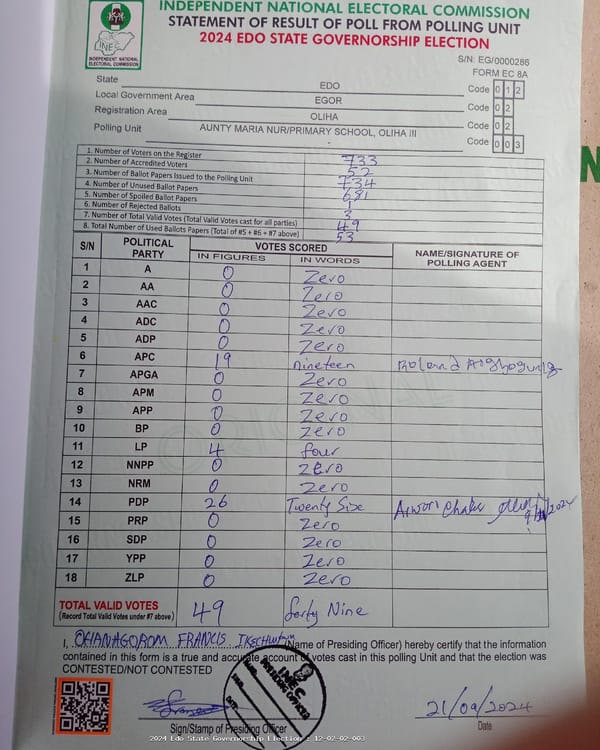 INDEPENDENT NATIONAL ELECTORAL COMMISSION
STATEMENT OF RESULT OF POLL FROM POLLING UNIT
2024 EDO STATE GOVERNORSHIP ELECTION
INEC
INDEPENDENT NATIONAL ELECTORAL COMMISSION
S/N: EG/0000286
FORM EC 8A
State EDO Code 0 1 2
Local Government Area EGOR Code 0 2
Registration Area OLIHA Code 0 2
Polling Unit AUNTY MARIA NUR/PRIMARY SCHOOL, OLIHA III Code 0 0 3
1. Number of Voters on the Register 733
2. Number of Accredited Voters 52
3. Number of Ballot Papers Issued to the Polling Unit 734
4. Number of Unused Ballot Papers 681
5. Number of Spoiled Ballot Papers 1
6. Number of Rejected Ballots 3
7. Number of Total Valid Votes (Total Valid Votes cast for all parties) 49
8. Total Number of Used Ballots Papers (Total of #5 + #6 + #7 above) 53
S/N POLITICAL PARTY VOTES SCORED NAME/SIGNATURE OF POLLING AGENT
IN FIGURES IN WORDS
1 A 0 Zero
2 AA 0 Zero
3 AAC 0 Zero
4 ADC 0 Zero
5 ADP 0 Zero
6 APC 19 nineteen Roland
7 APGA 0 Zero
8 APM 0 Zero
9 APP 0 Zero
10 BP 0 Zero
11 LP 4 four
12 NNPP 0 Zero
13 NRM 0 Zero
14 PDP 26 Twenty Size
15 PRP 0 Zero
16 SDP 0 Zero
17 YPP 0 Zero
18 ZLP 0 Zero
TOTAL VALID VOTES 49 forty Nine
(Record Total Valid Votes under #7 above)
I, FRANCIS (Name of Presiding Officer) hereby certify that the information
contained in this form is a true and accurate account of votes cast in this polling Unit and that the election was
CONTESTED/NOT CONTESTED
INEC
PRESIDING OFFICER
21/09/2024
Sign/Stamp of Presiding Officer Date
2024 Edo State Governorship Election : 12-02-02-003